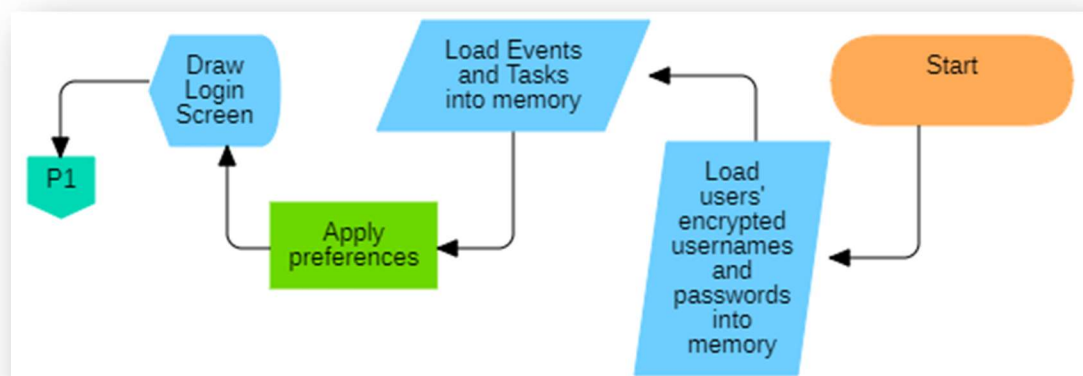 Start
Load
users'
encrypted
usernames
and
passwords
into
memory
Load Events
and Tasks
into memory
Apply
preferences
Draw
Login
Screen
P1